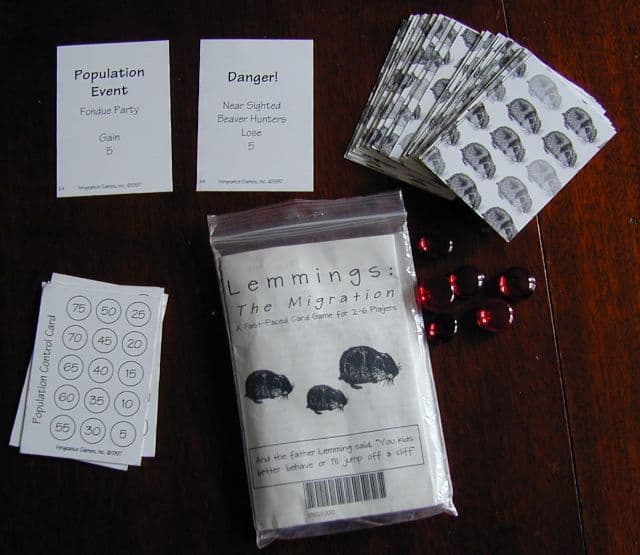 Population
Event
Fondue Party
Gain
5
Vengeance Games, Inc. ©1997
Danger!
Near Sighted
Beaver Hunters
Lose
5
Vengeance Games, Inc. ©1997
Lemmings:
The Migration
A Fast-Paced Card Game for 2-6 Players
And the father Lemming said, "You kids
better behave or I'll jump off a cliff"
Population Control Card
75 50 25
70 45 20
65 40 15
60 35 10
55 30 5
Vengeance Games, Inc. ©1997